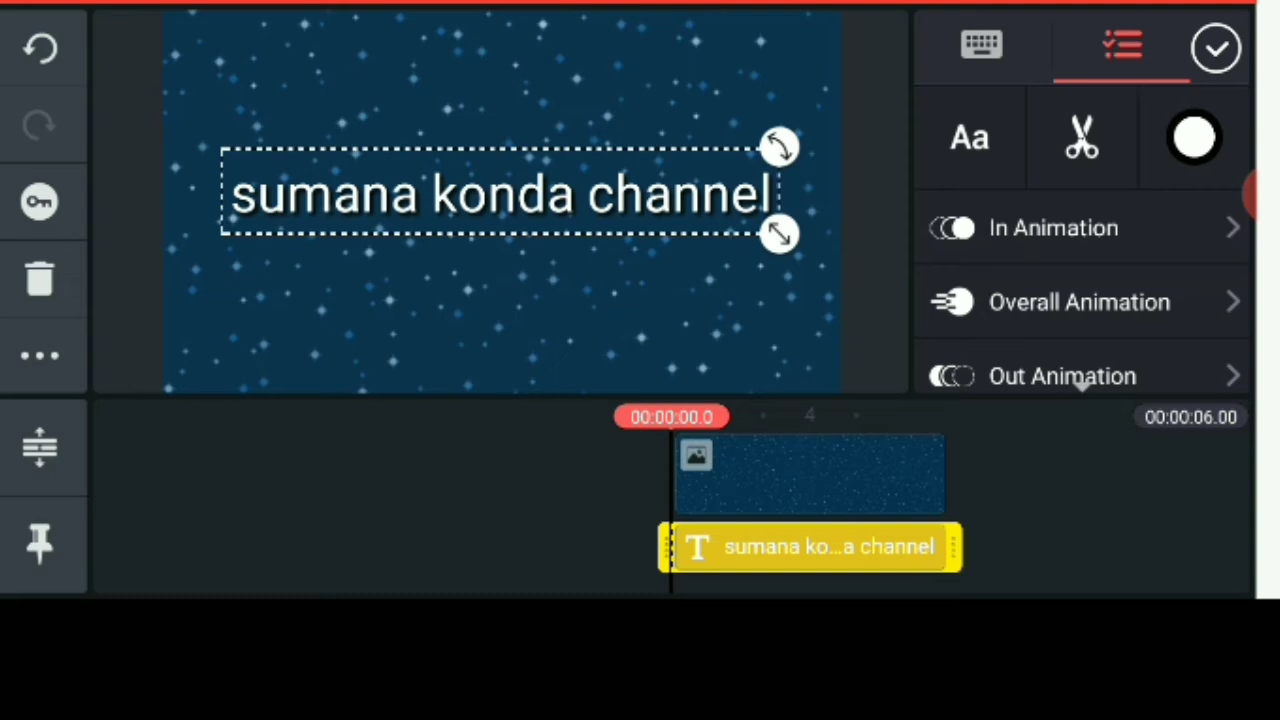 sumana konda channel
Aa
In Animation
Overall Animation
Out Animation
00:00:00.0
4
00:00:06.00
T sumana ko...a channel